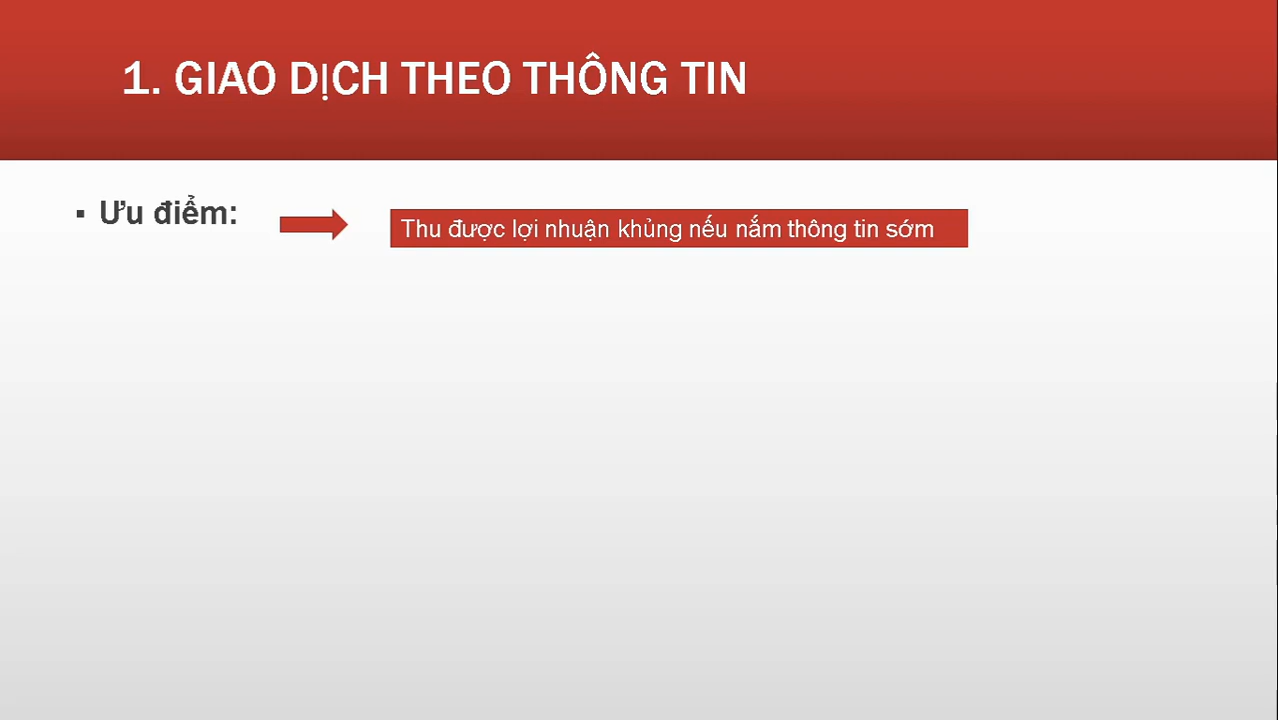 1. GIAO DỊCH THEO THÔNG TIN
▪ Ưu điểm:
Thu được lợi nhuận khủng nếu nắm thông tin sớm